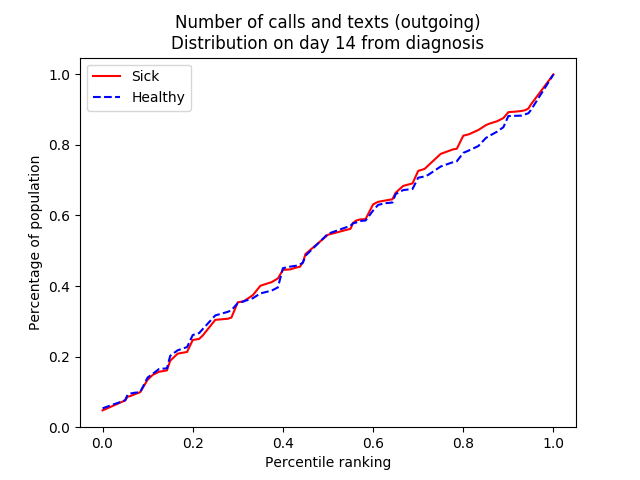 Number of calls and texts (outgoing)
Distribution on day 14 from diagnosis
Sick
Healthy
Percentage of population
1.0
0.8
0.6
0.4
0.2
0.0
0.0 0.2 0.4 0.6 0.8 1.0
Percentile ranking